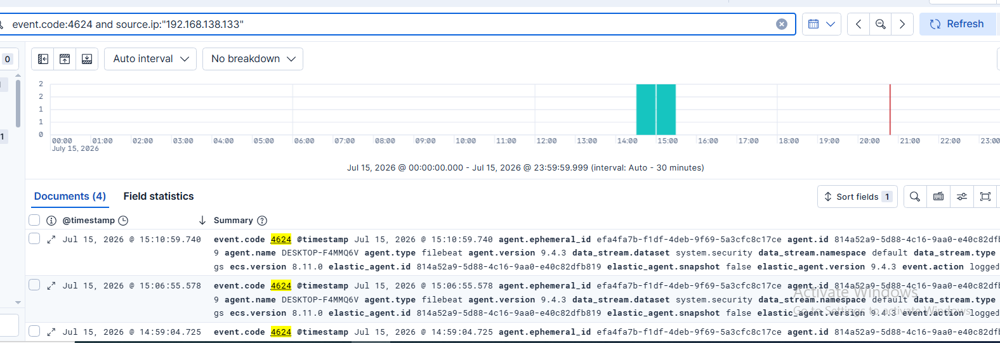 event.code:4624 and source.ip:"192.168.138.133"
Refresh
0
Auto interval
No breakdown
2
2
1
1
1
0
00:00 01:00 02:00 03:00 04:00 05:00 06:00 07:00 08:00 09:00 10:00 11:00 12:00 13:00 14:00 15:00 16:00 17:00 18:00 19:00 20:00 21:00 22:00 23:00
July 15, 2026
Jul 15, 2026 @ 00:00:00.000 - Jul 15, 2026 @ 23:59:59.999 (interval: Auto - 30 minutes)
Documents (4) Field statistics
Sort fields 1
@timestamp Summary
Jul 15, 2026 @ 15:10:59.740 event.code 4624 @timestamp Jul 15, 2026 @ 15:10:59.740 agent.ephemeral_id efa4fa7b-f1df-4deb-9f69-5a3cfc8c17ce agent.id 814a52a9-5d88-4c16-9aa0-e40c82dfb
9 agent.name DESKTOP-F4MMQ6V agent.type filebeat agent.version 9.4.3 data_stream.dataset system.security data_stream.namespace default data_stream.type
gs ecs.version 8.11.0 elastic_agent.id 814a52a9-5d88-4c16-9aa0-e40c82dfb819 elastic_agent.snapshot false elastic_agent.version 9.4.3 event.action logged
Jul 15, 2026 @ 15:06:55.578 event.code 4624 @timestamp Jul 15, 2026 @ 15:06:55.578 agent.ephemeral_id efa4fa7b-f1df-4deb-9f69-5a3cfc8c17ce agent.id 814a52a9-5d88-4c16-9aa0-e40c82dfb
9 agent.name DESKTOP-F4MMQ6V agent.type filebeat agent.version 9.4.3 data_stream.dataset system.security data_stream.namespace default data_stream.type
gs ecs.version 8.11.0 elastic_agent.id 814a52a9-5d88-4c16-9aa0-e40c82dfb819 elastic_agent.snapshot false elastic_agent.version 9.4.3 event.action logged
Activate Windows
Go to Settings to activate Windows.
Jul 15, 2026 @ 14:59:04.725 event.code 4624 @timestamp Jul 15, 2026 @ 14:59:04.725 agent.ephemeral_id efa4fa7b-f1df-4deb-9f69-5a3cfc8c17ce agent.id 814a52a9-5d88-4c16-9aa0-e40c82dfb